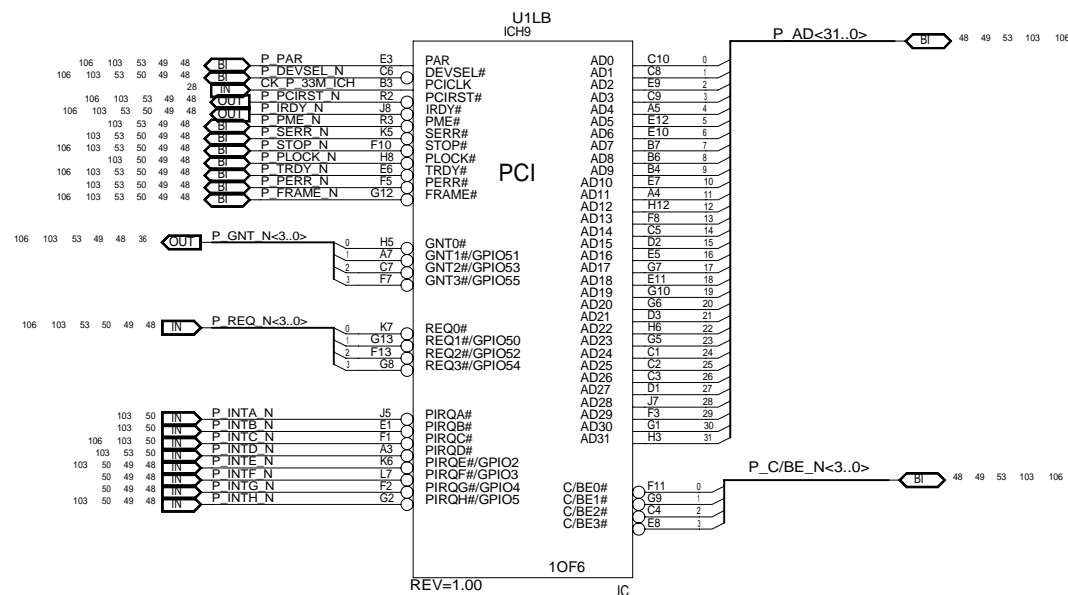 U1LB
ICH9
106 103 53 49 48 BI P_PAR E3 PAR
106 103 53 50 49 48 BI P_DEVSEL_N C6 DEVSEL#
28 IN CK_P_33M_ICH B3 PCICLK
106 103 53 49 48 OUT P_PCIRST_N R2 PCIRST#
106 103 53 50 49 48 OUT P_IRDY_N J8 IRDY#
103 53 49 48 BI P_PME_N R3 PME#
103 53 50 49 48 BI P_SERR_N K5 SERR#
106 103 53 50 49 48 BI P_STOP_N F10 STOP#
103 50 49 48 BI P_PLOCK_N H8 PLOCK#
106 103 53 50 49 48 BI P_TRDY_N E6 TRDY#
103 53 50 49 48 BI P_PERR_N F5 PERR#
106 103 53 50 49 48 BI P_FRAME_N G12 FRAME#
106 103 53 49 48 36 OUT P_GNT_N<3..0>
0 H5 GNT0#
1 A7 GNT1#/GPIO51
2 C7 GNT2#/GPIO53
3 F7 GNT3#/GPIO55
106 103 53 50 49 48 IN P_REQ_N<3..0>
0 K7 REQ0#
1 G13 REQ1#/GPIO50
2 F13 REQ2#/GPIO52
3 G8 REQ3#/GPIO54
103 50 IN P_INTA_N J5 PIRQA#
103 50 IN P_INTB_N E1 PIRQB#
106 103 50 IN P_INTC_N F1 PIRQC#
103 53 50 IN P_INTD_N A3 PIRQD#
103 50 49 48 IN P_INTE_N K6 PIRQE#/GPIO2
50 49 48 IN P_INTF_N L7 PIRQF#/GPIO3
50 49 48 IN P_INTG_N F2 PIRQG#/GPIO4
103 50 49 48 IN P_INTH_N G2 PIRQH#/GPIO5
PCI
P_AD<31..0> BI 48 49 53 103 106
AD0 C10 0
AD1 C8 1
AD2 E9 2
AD3 C9 3
AD4 A5 4
AD5 E12 5
AD6 E10 6
AD7 B7 7
AD8 B6 8
AD9 B4 9
AD10 E7 10
AD11 A4 11
AD12 H12 12
AD13 F8 13
AD14 C5 14
AD15 D2 15
AD16 E5 16
AD17 G7 17
AD18 E11 18
AD19 G10 19
AD20 G6 20
AD21 D3 21
AD22 H6 22
AD23 G5 23
AD24 C1 24
AD25 C2 25
AD26 C3 26
AD27 D1 27
AD28 J7 28
AD29 F3 29
AD30 G1 30
AD31 H3 31
P_C/BE_N<3..0> BI 48 49 53 103 106
C/BE0# F11 0
C/BE1# G9 1
C/BE2# C4 2
C/BE3# E8 3
1OF6
REV=1.00
IC